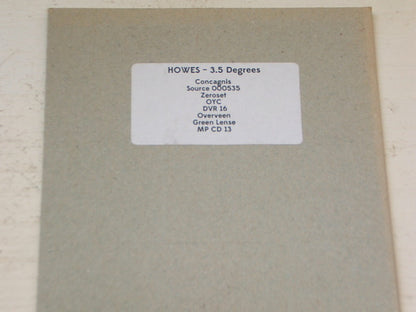 HOWES - 3.5 Degrees
Concagnis
Source 000535
Zeroset
OYC
DVR 16
Overveen
Green Lense
MP CD 13